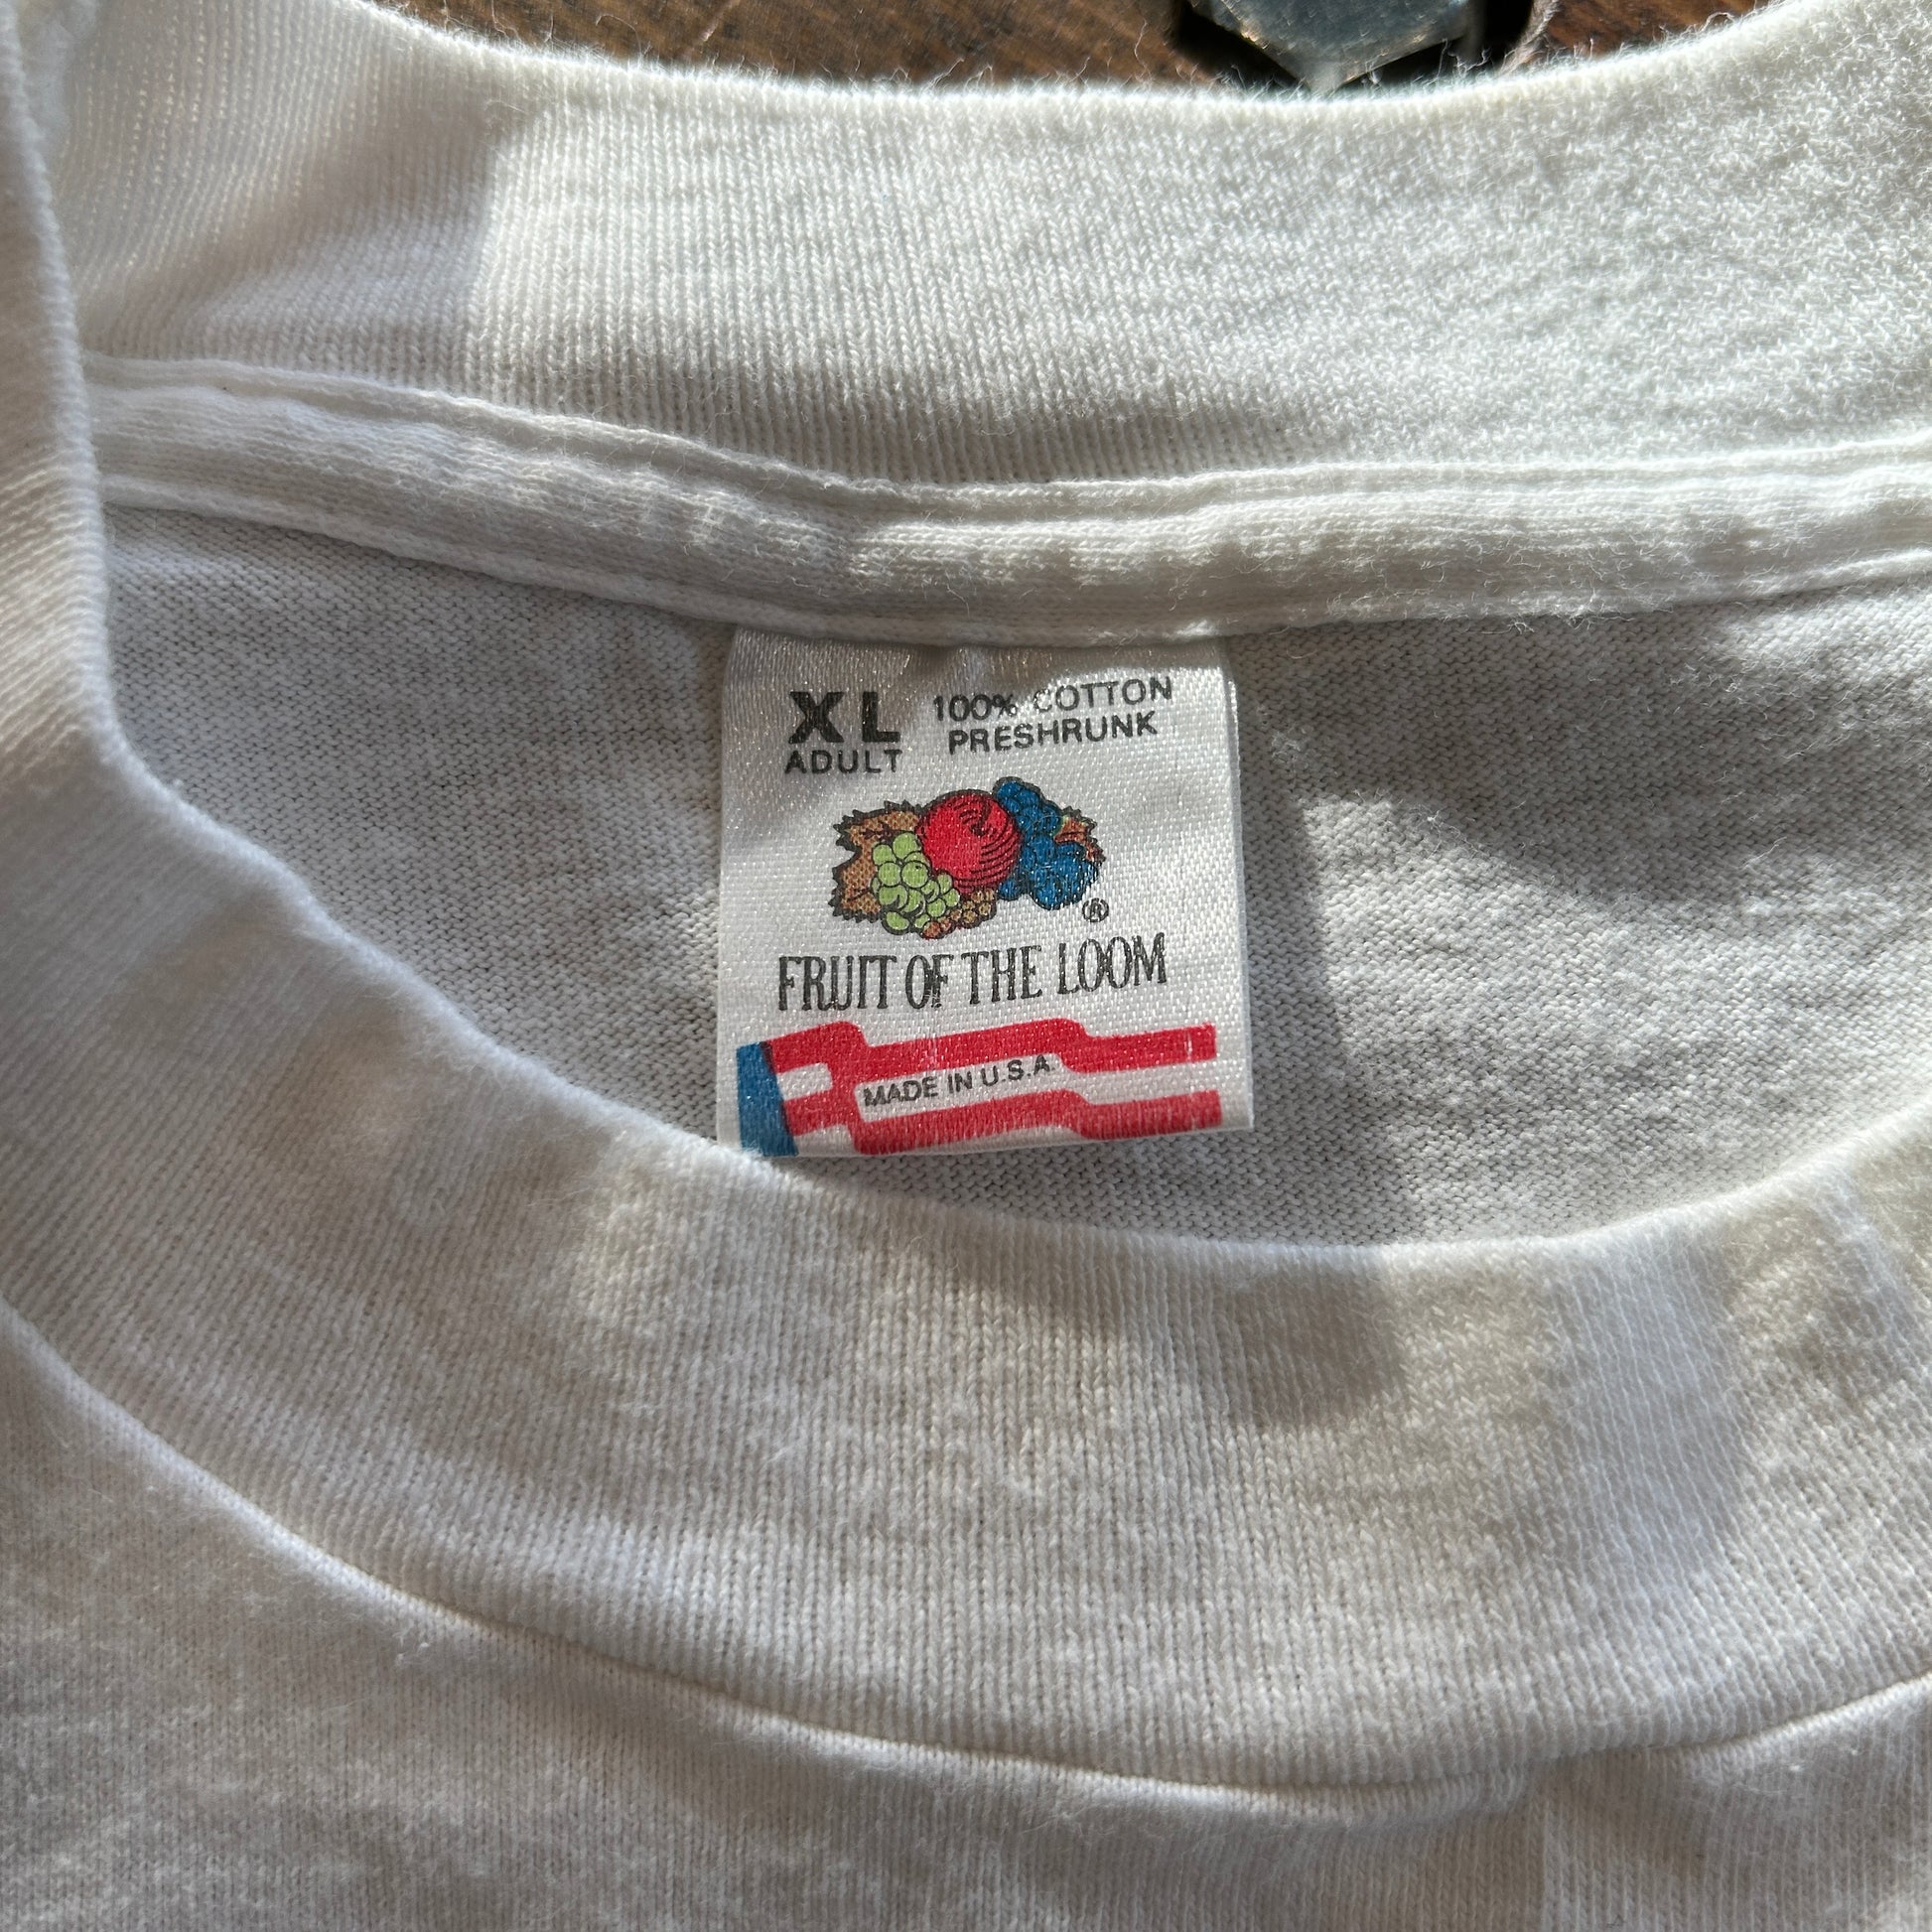 XL 100% COTTON
ADULT PRESHRUNK
®
FRUIT OF THE LOOM
MADE IN U.S.A.